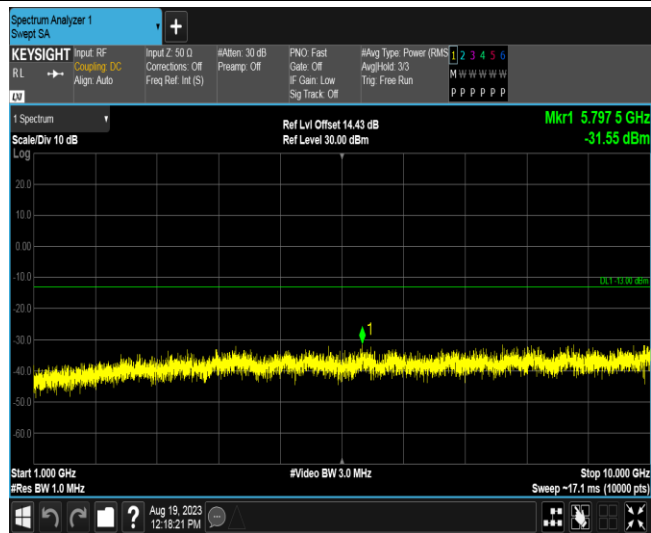 Spectrum Analyzer 1
Swept SA
+
KEYSIGHT Input: RF Input Z: 50 Ω #Atten: 30 dB PNO: Fast #Avg Type: Power (RMS 1 2 3 4 5 6
RL Coupling: DC Corrections: Off Preamp: Off Gate: Off Avg|Hold: 3/3 M W W W W W
Align: Auto Freq Ref: Int (S) IF Gain: Low Trig: Free Run
LXI Sig Track: Off P P P P P P
1 Spectrum Ref Lvl Offset 14.43 dB Mkr1 5.797 5 GHz
Scale/Div 10 dB Ref Level 30.00 dBm -31.55 dBm
Log
20.0
10.0
0.00
-10.0
DL1 -13.00 dBm
-20.0
-30.0
1
-40.0
-50.0
-60.0
Start 1.000 GHz #Video BW 3.0 MHz Stop 10.000 GHz
#Res BW 1.0 MHz Sweep ~17.1 ms (10000 pts)
? Aug 19, 2023
12:18:21 PM